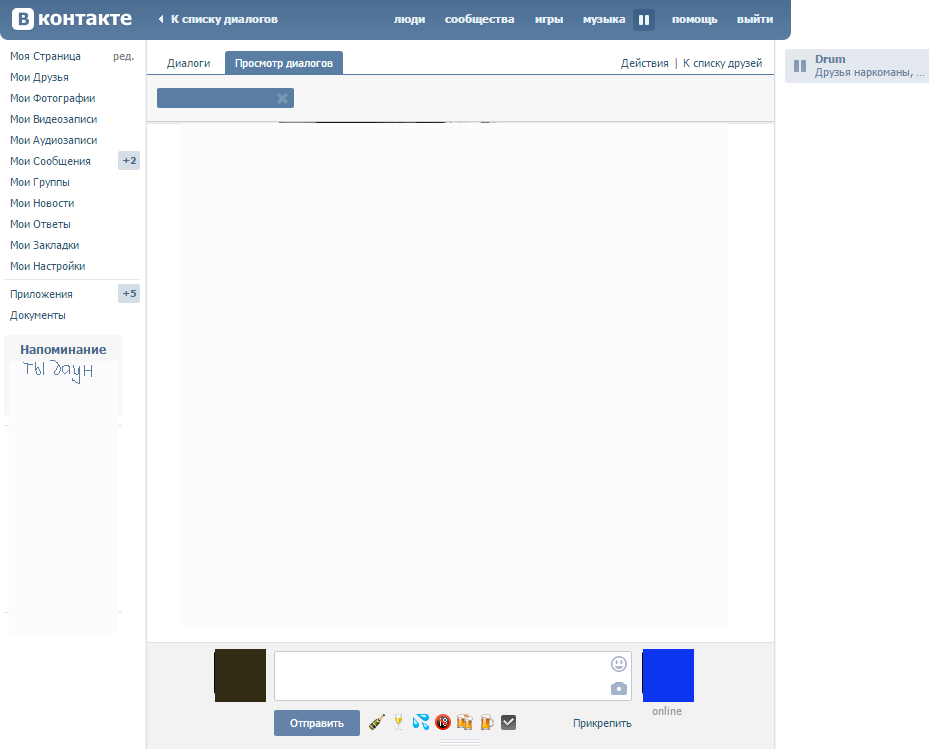 В контакте
К списку диалогов
люди сообщества игры музыка помощь выйти
Моя Страница ред.
Мои Друзья
Мои Фотографии
Мои Видеозаписи
Мои Аудиозаписи
Мои Сообщения +2
Мои Группы
Мои Новости
Мои Ответы
Мои Закладки
Мои Настройки
Приложения +5
Документы
Напоминание
ты даун
Диалоги Просмотр диалогов Действия | К списку друзей
Drum
Друзья наркоманы, ...
online
Отправить 18 Прикрепить